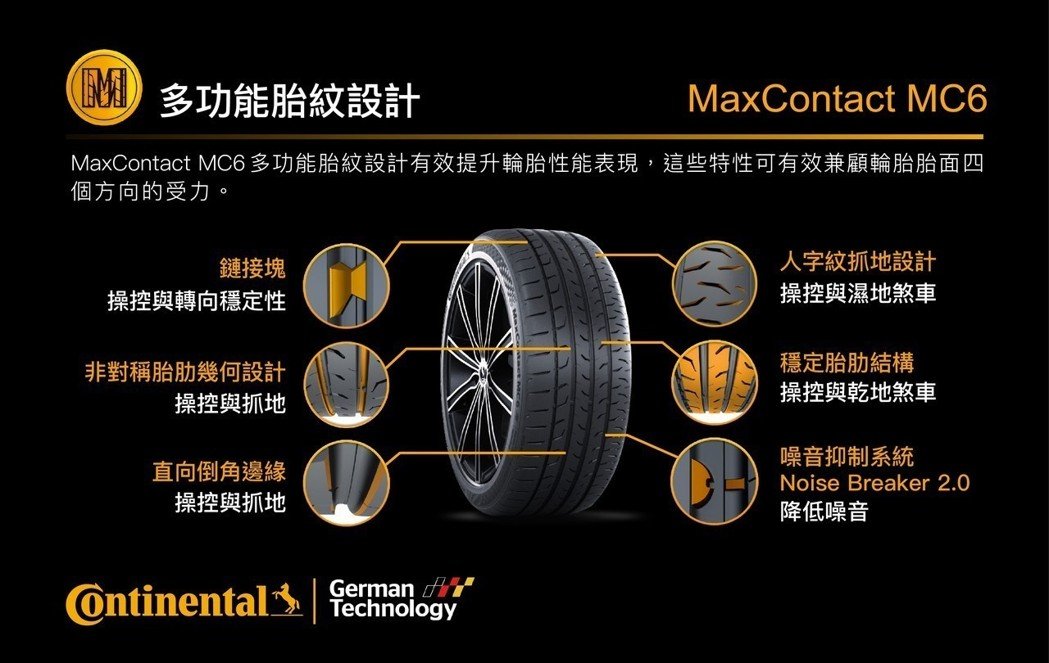 多功能胎紋設計
MaxContact MC6
MaxContact MC6 多功能胎紋設計有效提升輪胎性能表現，這些特性可有效兼顧輪胎胎面四
個方向的受力。
鏈接塊
操控與轉向穩定性
非對稱胎肋幾何設計
操控與抓地
直向倒角邊緣
操控與抓地
人字紋抓地設計
操控與濕地煞車
穩定胎肋結構
操控與乾地煞車
噪音抑制系統
Noise Breaker 2.0
降低噪音
Continental
German
Technology